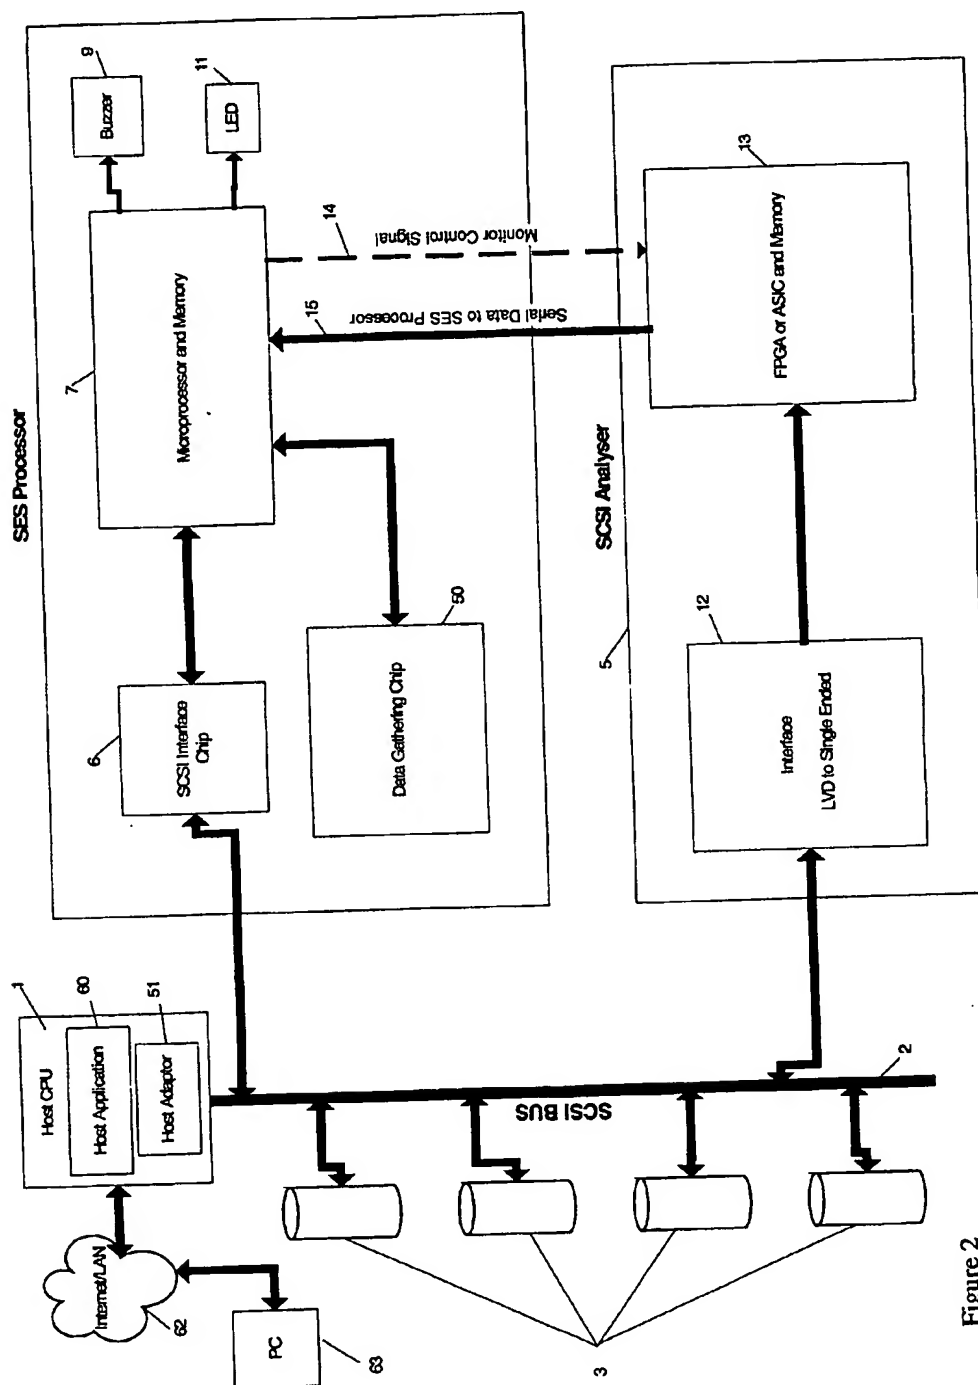 SES Processor
9
Buzzer
11
LED
7
Microprocessor and Memory
14
Monitor Control Signal
15
Serial Data to SES Processor
6
SCSI Interface
Chip
50
Data Gathering Chip
SCSI Analyser
13
FPGA or ASIC and Memory
5
12
Interface
LVD to Single Ended
1
Host CPU
60
Host Application
51
Host Adaptor
SCSI BUS
2
Internet/LAN
62
PC
63
3
Figure 2